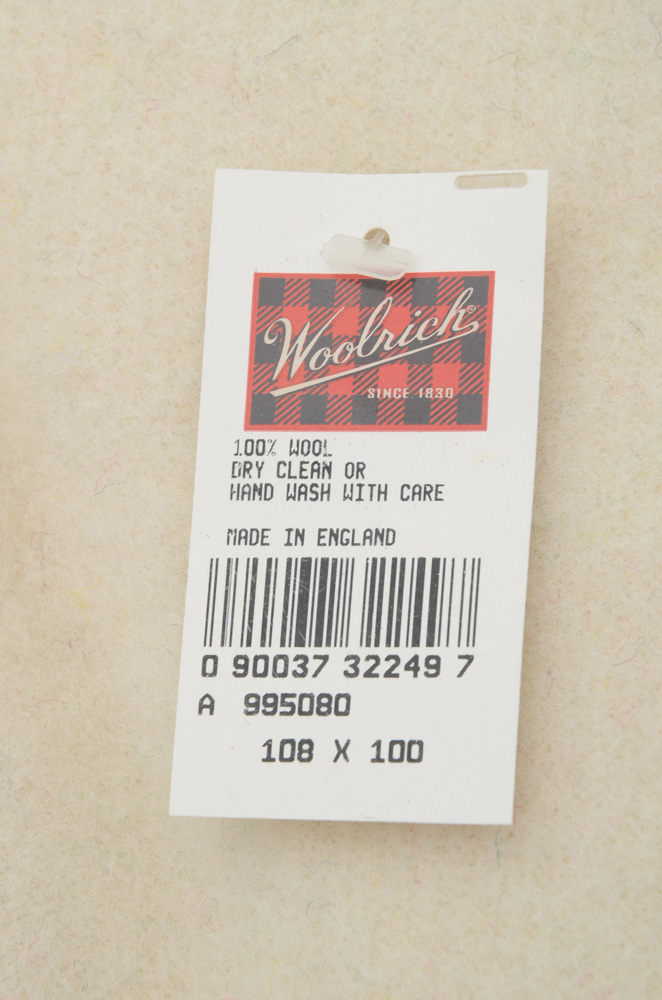 Woolrich®
SINCE 1830
100% WOOL
DRY CLEAN OR
HAND WASH WITH CARE
MADE IN ENGLAND
0 90037 32249 7
A 995080
108 X 100